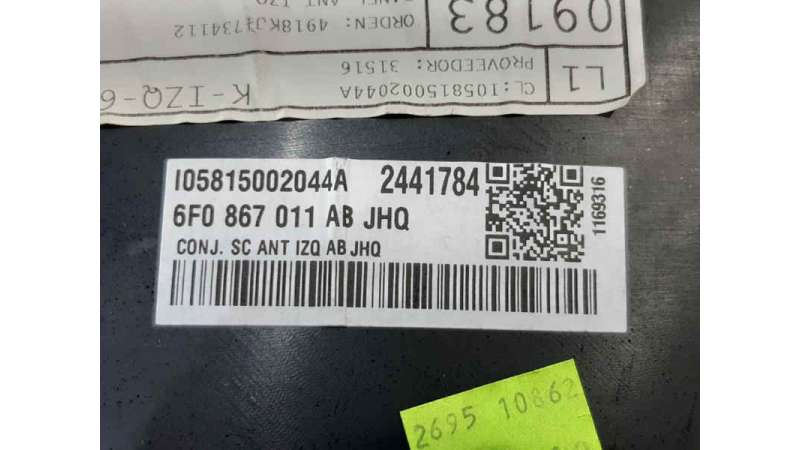 09183
ORDEN: 4918KJ1734112
L1
CL:I05815002044A
PROVEEDOR: 31516
K-IZQ-6
I05815002044A 2441784
6F0 867 011 AB JHQ
CONJ. SC ANT IZQ AB JHQ
1169316
2695 10862